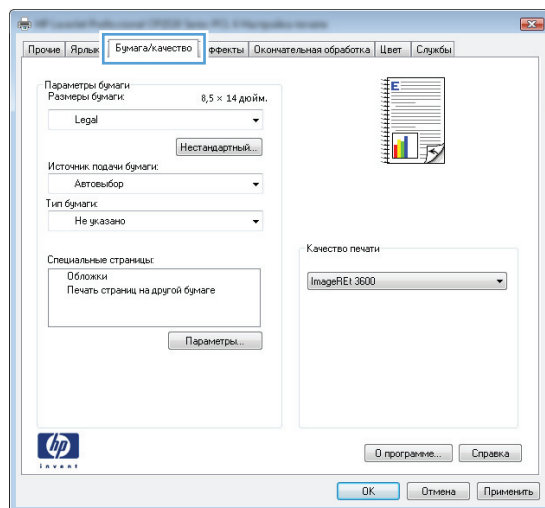 Прочие Ярлык Бумага/качество ффекты Окончательная обработка Цвет Службы
Параметры бумаги
Размеры бумаги: 8,5 × 14 дюйм.
Legal
Нестандартный...
Источник подачи бумаги:
Автовыбор
Тип бумаги:
Не указано
Специальные страницы:
Обложки
Печать страниц на другой бумаге
Параметры...
E
Качество печати
ImageREt 3600
hp
invent
О программе... Справка
OK Отмена Применить